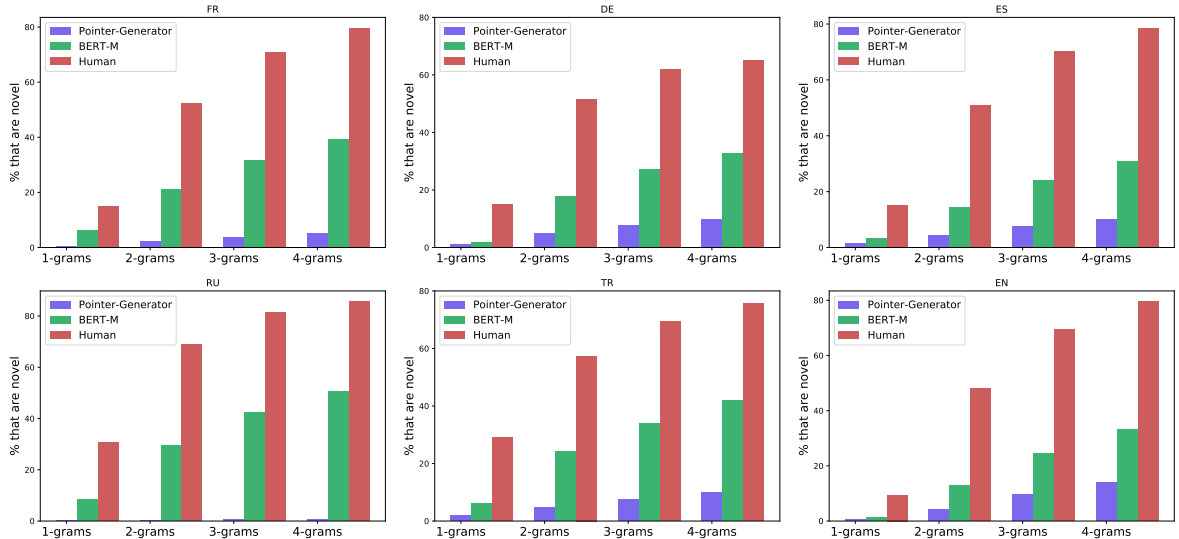 FR
% that are novel
80
60
40
20
0
Pointer-Generator
BERT-M
Human
1-grams 2-grams 3-grams 4-grams
DE
% that are novel
80
60
40
20
0
Pointer-Generator
BERT-M
Human
1-grams 2-grams 3-grams 4-grams
ES
% that are novel
80
60
40
20
0
Pointer-Generator
BERT-M
Human
1-grams 2-grams 3-grams 4-grams
RU
% that are novel
80
60
40
20
0
Pointer-Generator
BERT-M
Human
1-grams 2-grams 3-grams 4-grams
TR
% that are novel
80
60
40
20
0
Pointer-Generator
BERT-M
Human
1-grams 2-grams 3-grams 4-grams
EN
% that are novel
80
60
40
20
0
Pointer-Generator
BERT-M
Human
1-grams 2-grams 3-grams 4-grams